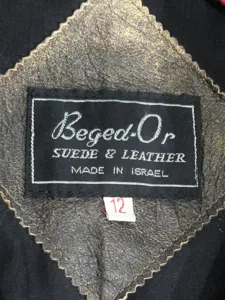 Beged-Or
SUEDE & LEATHER
MADE IN ISRAEL
12